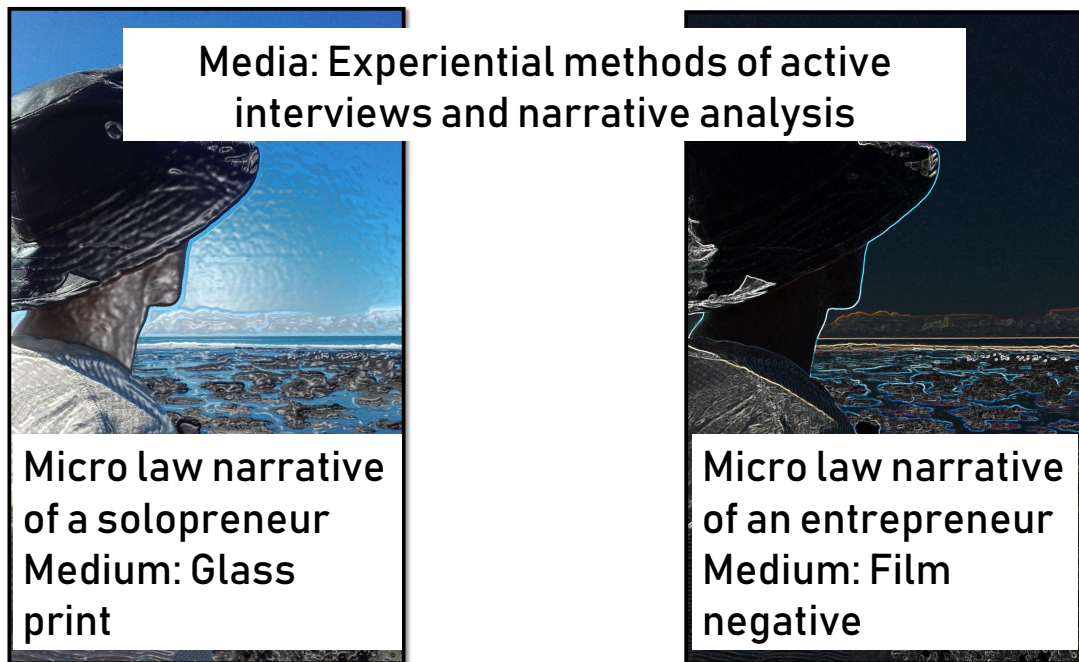 Media: Experiential methods of active
interviews and narrative analysis
Micro law narrative
of a solopreneur
Medium: Glass
print
Micro law narrative
of an entrepreneur
Medium: Film
negative